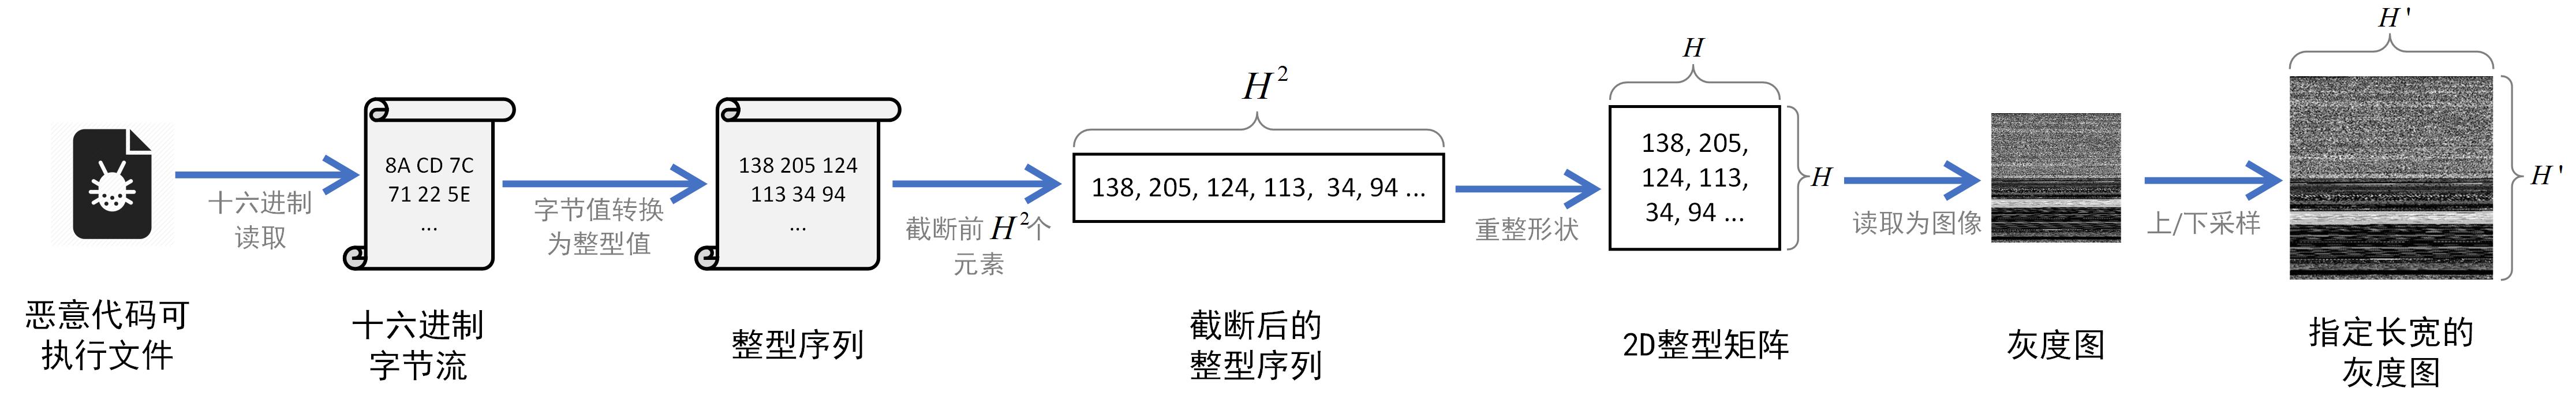 恶意代码可
执行文件
十六进制
读取
8A CD 7C
71 22 5E
...
十六进制
字节流
字节值转换
为整型值
138 205 124
113 34 94
...
整型序列
截断前 H²个
元素
H²
138, 205, 124, 113, 34, 94 ...
截断后的
整型序列
重整形状
H
138, 205,
124, 113,
34, 94 ...
H
2D整型矩阵
读取为图像
灰度图
上/下采样
H'
H'
指定长宽的
灰度图